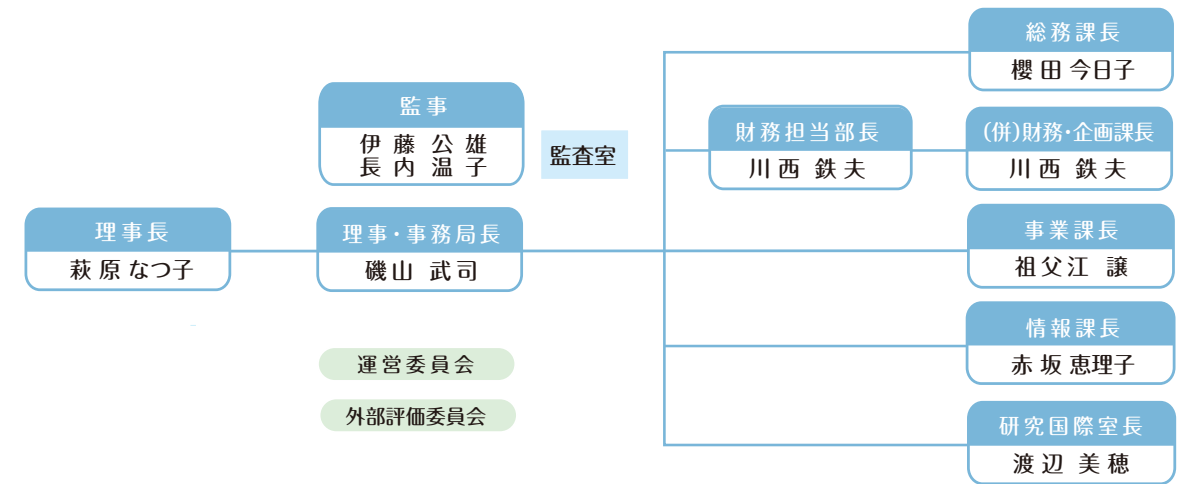 総務課長
櫻田 今日子
監事
伊藤 公雄
長内 温子
監査室
財務担当部長
川西 鉄夫
(併)財務・企画課長
川西 鉄夫
理事長
萩原 なつ子
理事・事務局長
磯山 武司
事業課長
祖父江 譲
情報課長
赤坂 恵理子
運営委員会
外部評価委員会
研究国際室長
渡辺 美穂